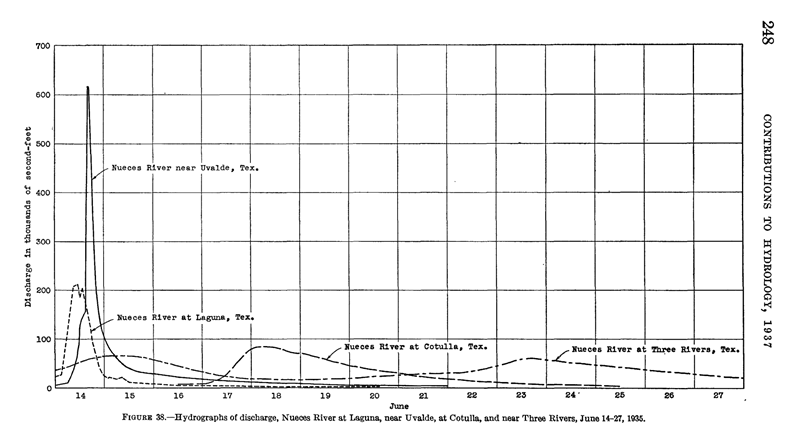 248
CONTRIBUTIONS TO HYDROLOGY, 1937
Discharge in thousands of second-feet
700
600
500
400
300
200
100
0
Nueces River near Uvalde, Tex.
Nueces River at Laguna, Tex.
Nueces River at Cotulla, Tex.
Nueces River at Three Rivers, Tex.
14 15 16 17 18 19 20 21 22 23 24 25 26 27
June
FIGURE 38.—Hydrographs of discharge, Nueces River at Laguna, near Uvalde, at Cotulla, and near Three Rivers, June 14–27, 1935.